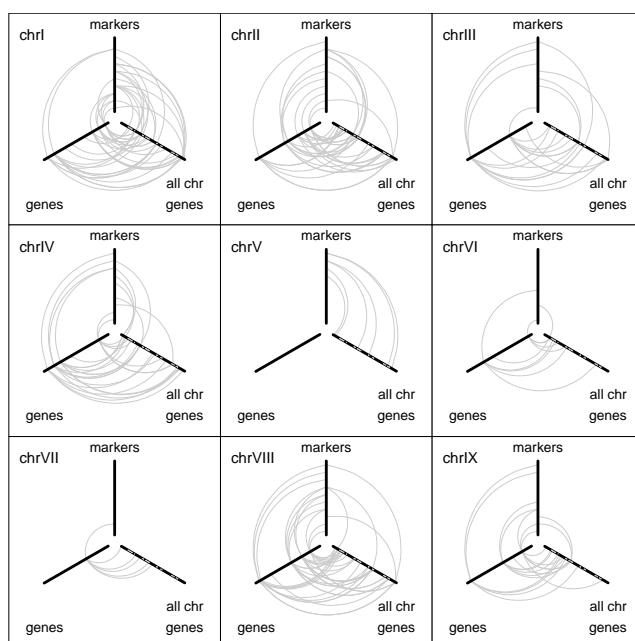 chrI
markers
genes
all chr
genes
chrII
markers
genes
all chr
genes
chrIII
markers
genes
all chr
genes
chrIV
markers
genes
all chr
genes
chrV
markers
genes
all chr
genes
chrVI
markers
genes
all chr
genes
chrVII
markers
genes
all chr
genes
chrVIII
markers
genes
all chr
genes
chrIX
markers
genes
all chr
genes